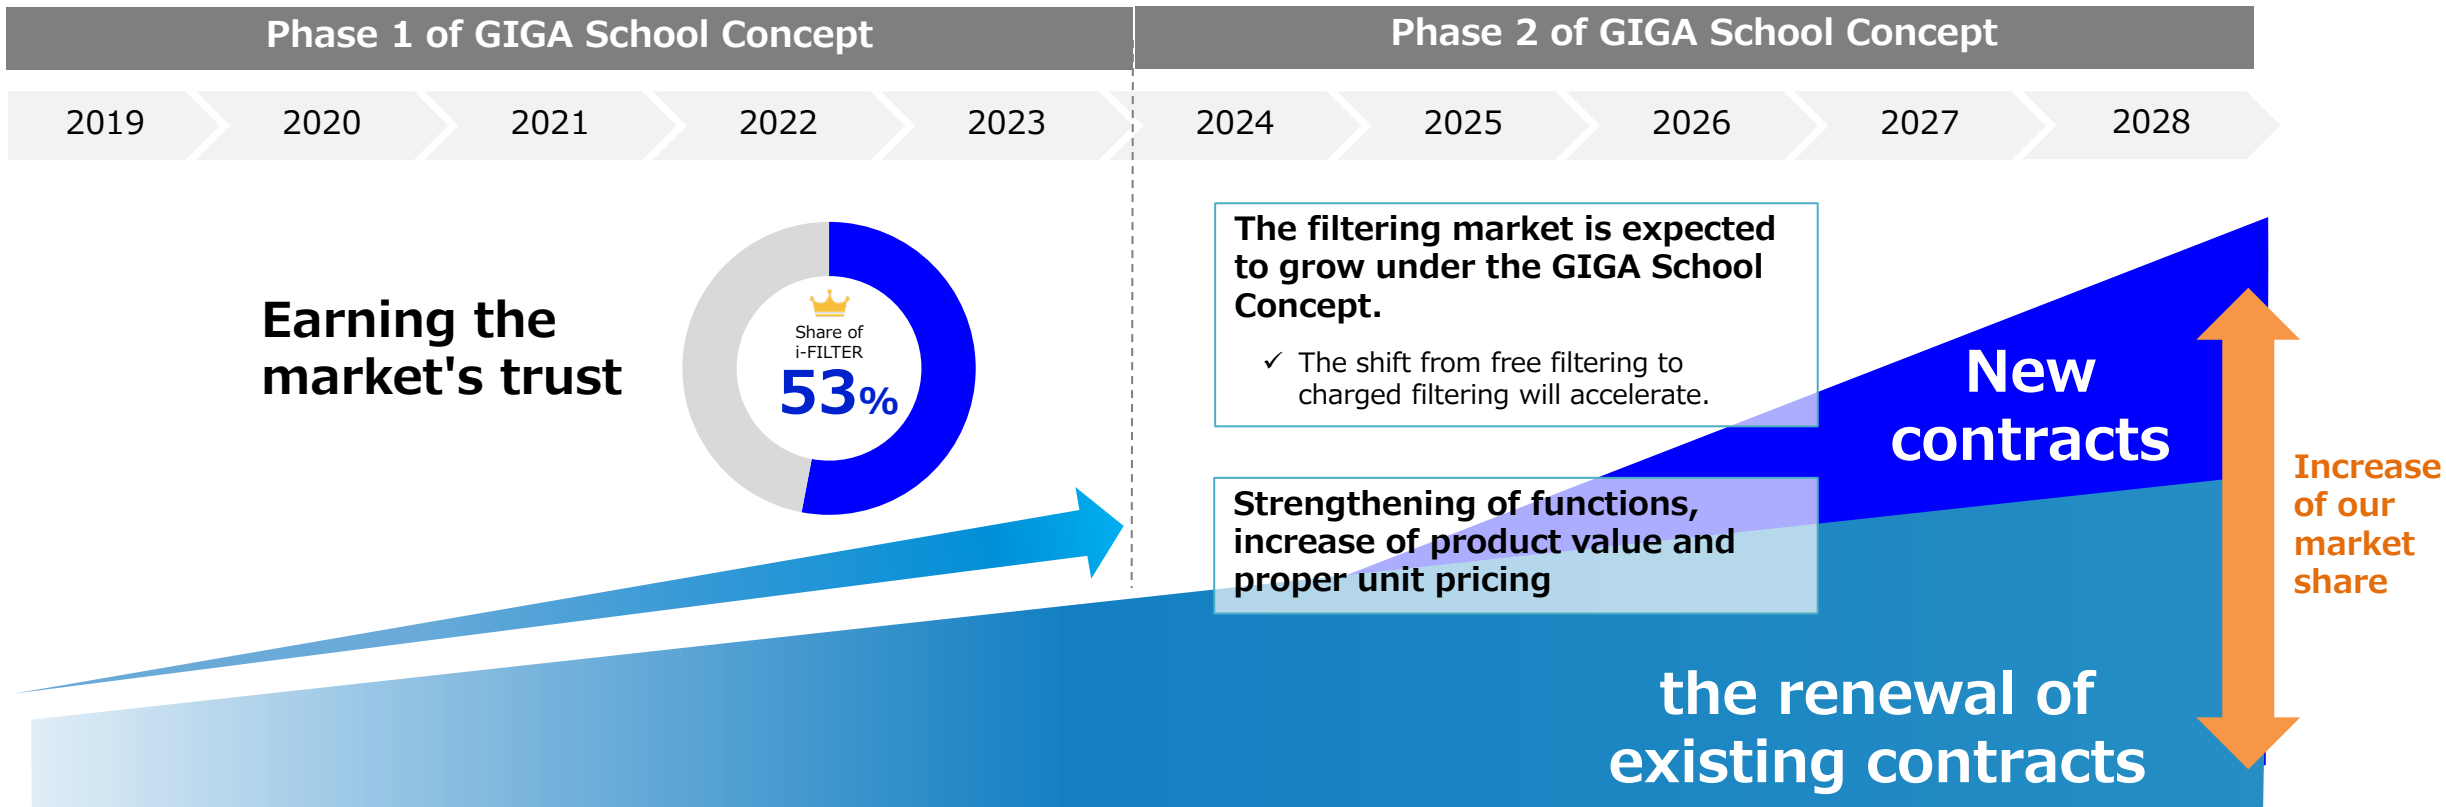 Phase 1 of GIGA School Concept
Phase 2 of GIGA School Concept
2019
2020
2021
2022
2023
2024
2025
2026
2027
2028
Earning the
market's trust
Share of
i-FILTER
53%
The filtering market is expected
to grow under the GIGA School
Concept.
✓ The shift from free filtering to
charged filtering will accelerate.
Strengthening of functions,
increase of product value and
proper unit pricing
New
contracts
the renewal of
existing contracts
Increase
of our
market
share